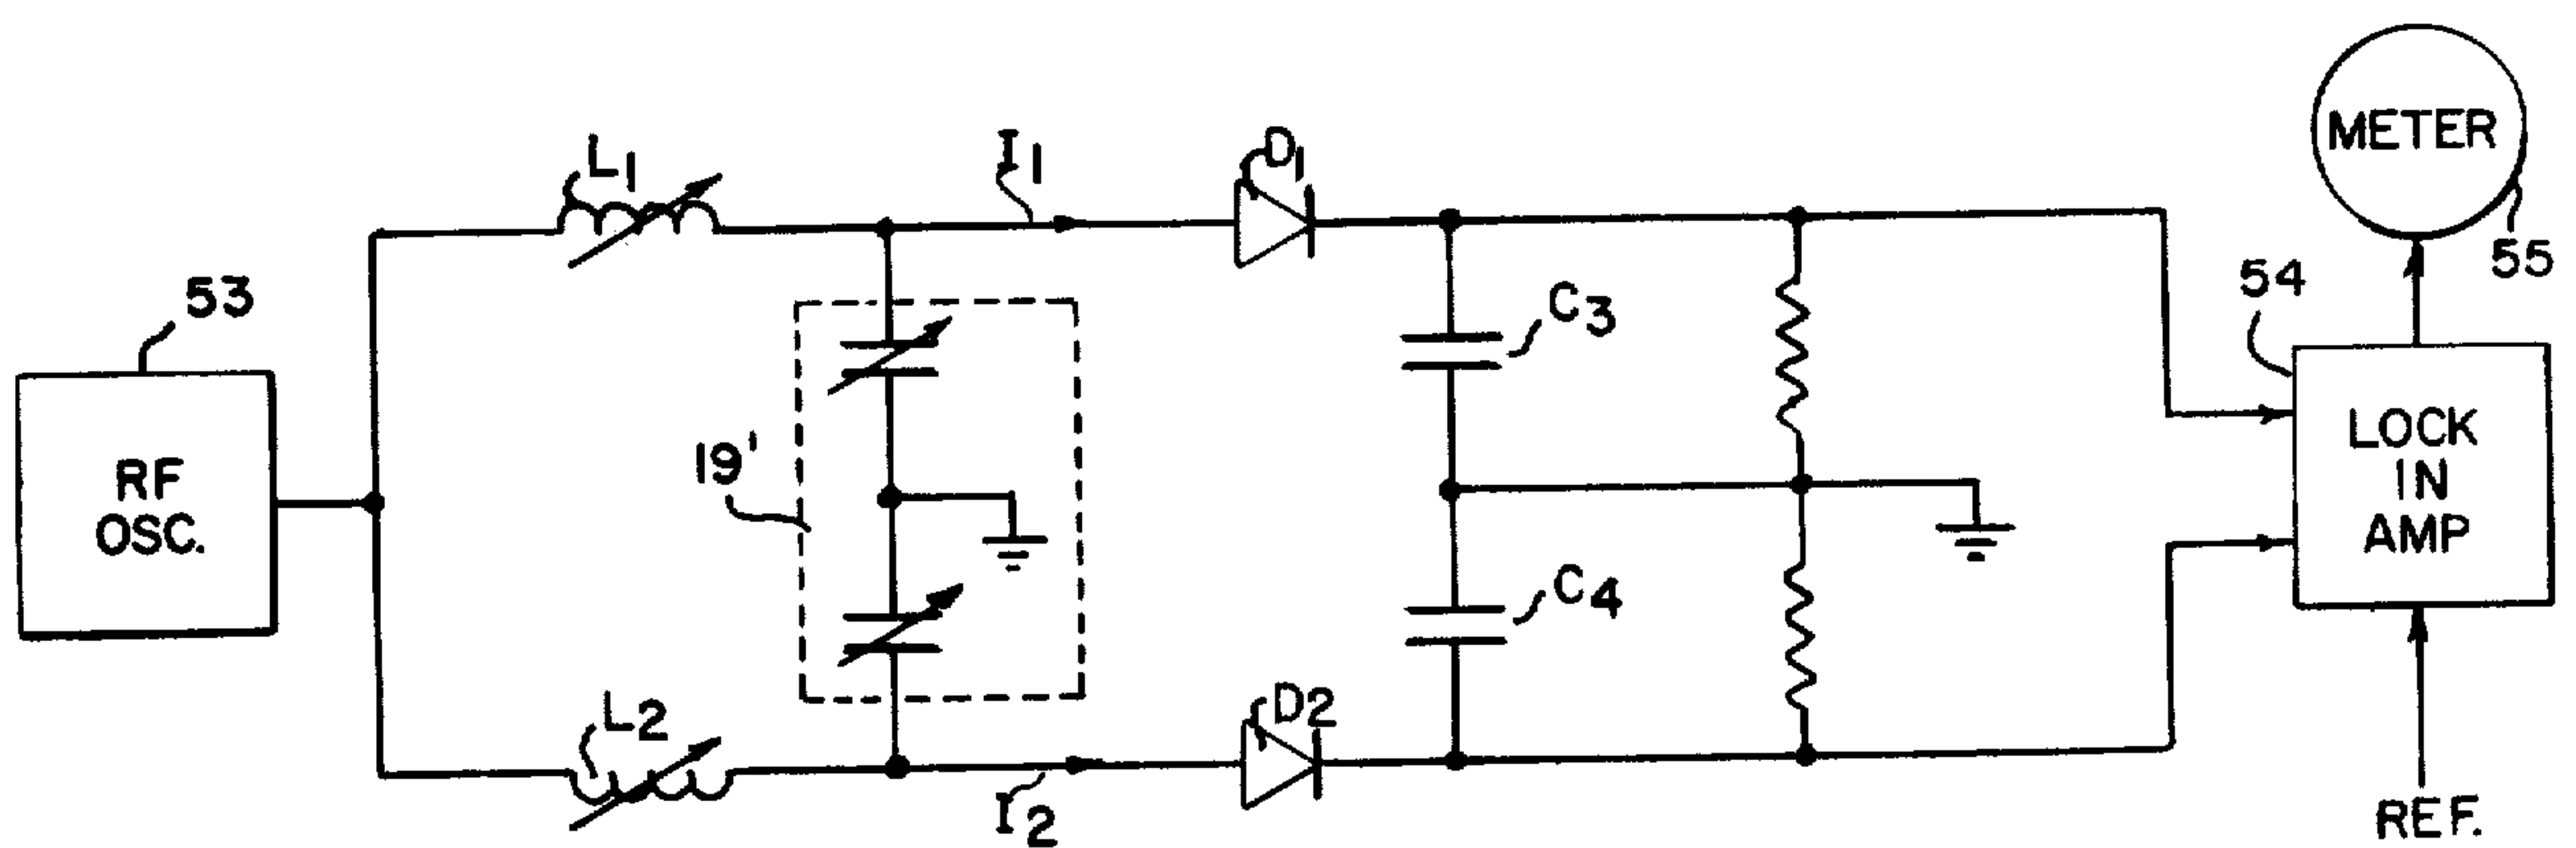 53
RF
OSC.
L1
L2
19'
I1
I2
D1
D2
C3
C4
54
LOCK
IN
AMP
REF.
METER
55